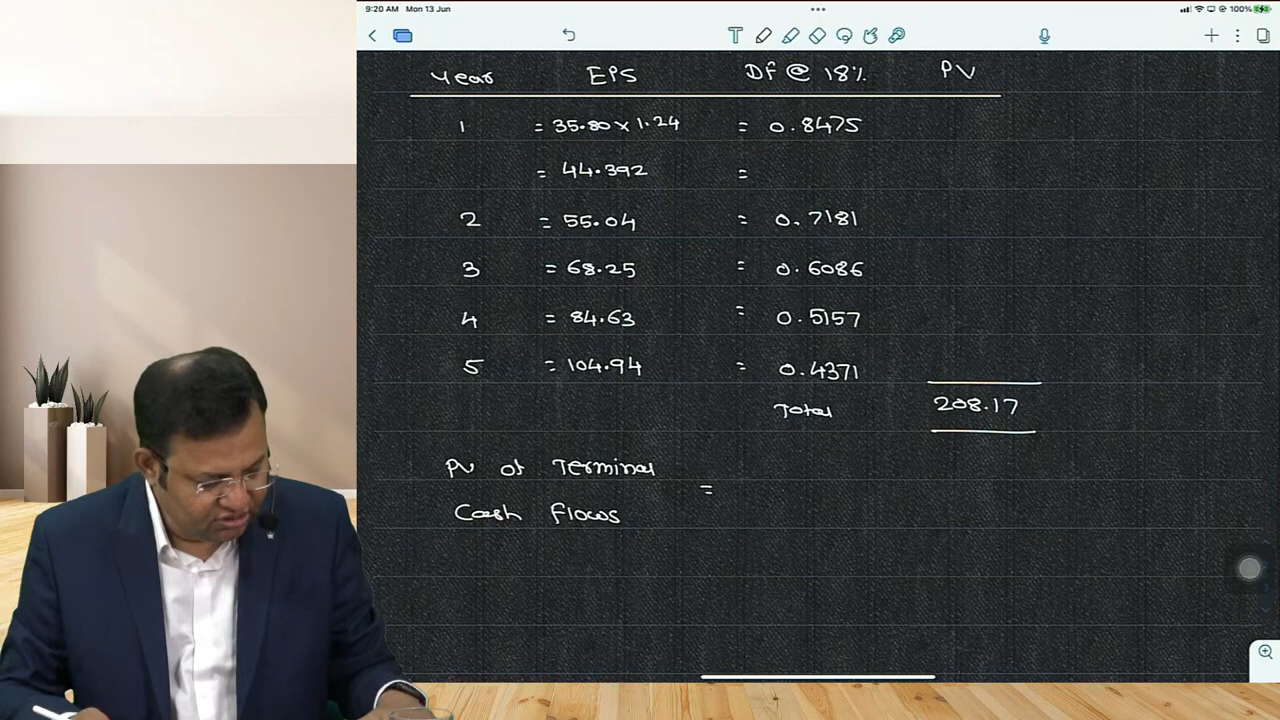 9:20 AM Mon 13 Jun 100%
Year EPS Df @ 18% PV
1 = 35.80 x 1.24 = 0.8475
= 44.392 =
2 = 55.04 = 0.7181
3 = 68.25 = 0.6086
4 = 84.63 = 0.5157
5 = 104.94 = 0.4371
Total 208.17
PV of Terminal
=
Cash flows